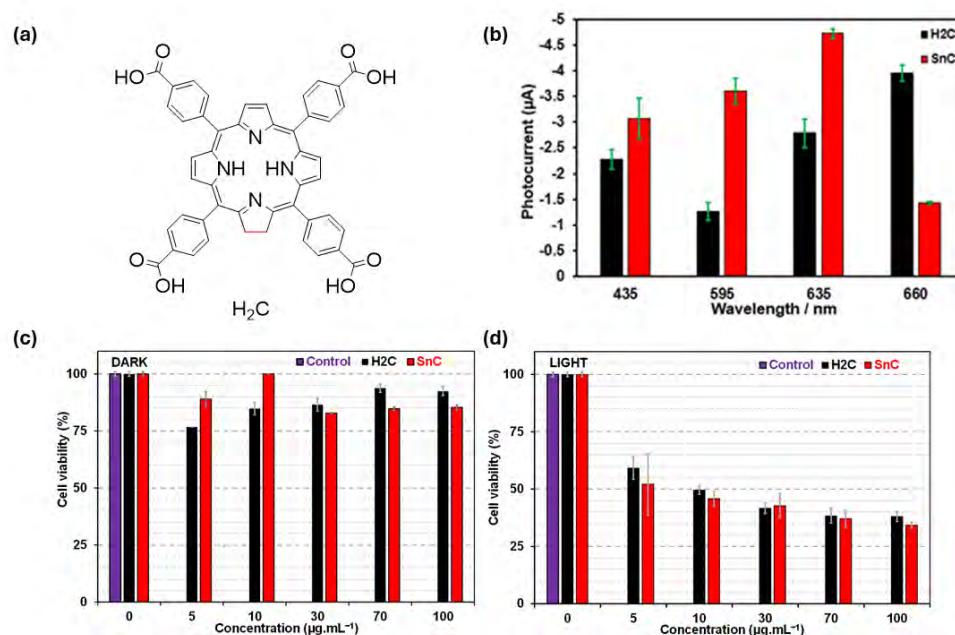 (a)
O
OH
O
OH
N
NH
HN
N
O
OH
O
OH
H₂C
(b)
-5
-4.5
-4
-3.5
-3
-2.5
-2
-1.5
-1
-0.5
0
Photocurrent (µA)
H2C
SnC
435 595 635 660
Wavelength / nm
(c)
DARK
Control H2C SnC
100
75
50
25
0
Cell viability (%)
0 5 10 30 70 100
Concentration (µg.mL⁻¹)
(d)
LIGHT
Control H2C SnC
100
75
50
25
0
Cell viability (%)
0 5 10 30 70 100
Concentration (µg.mL⁻¹)